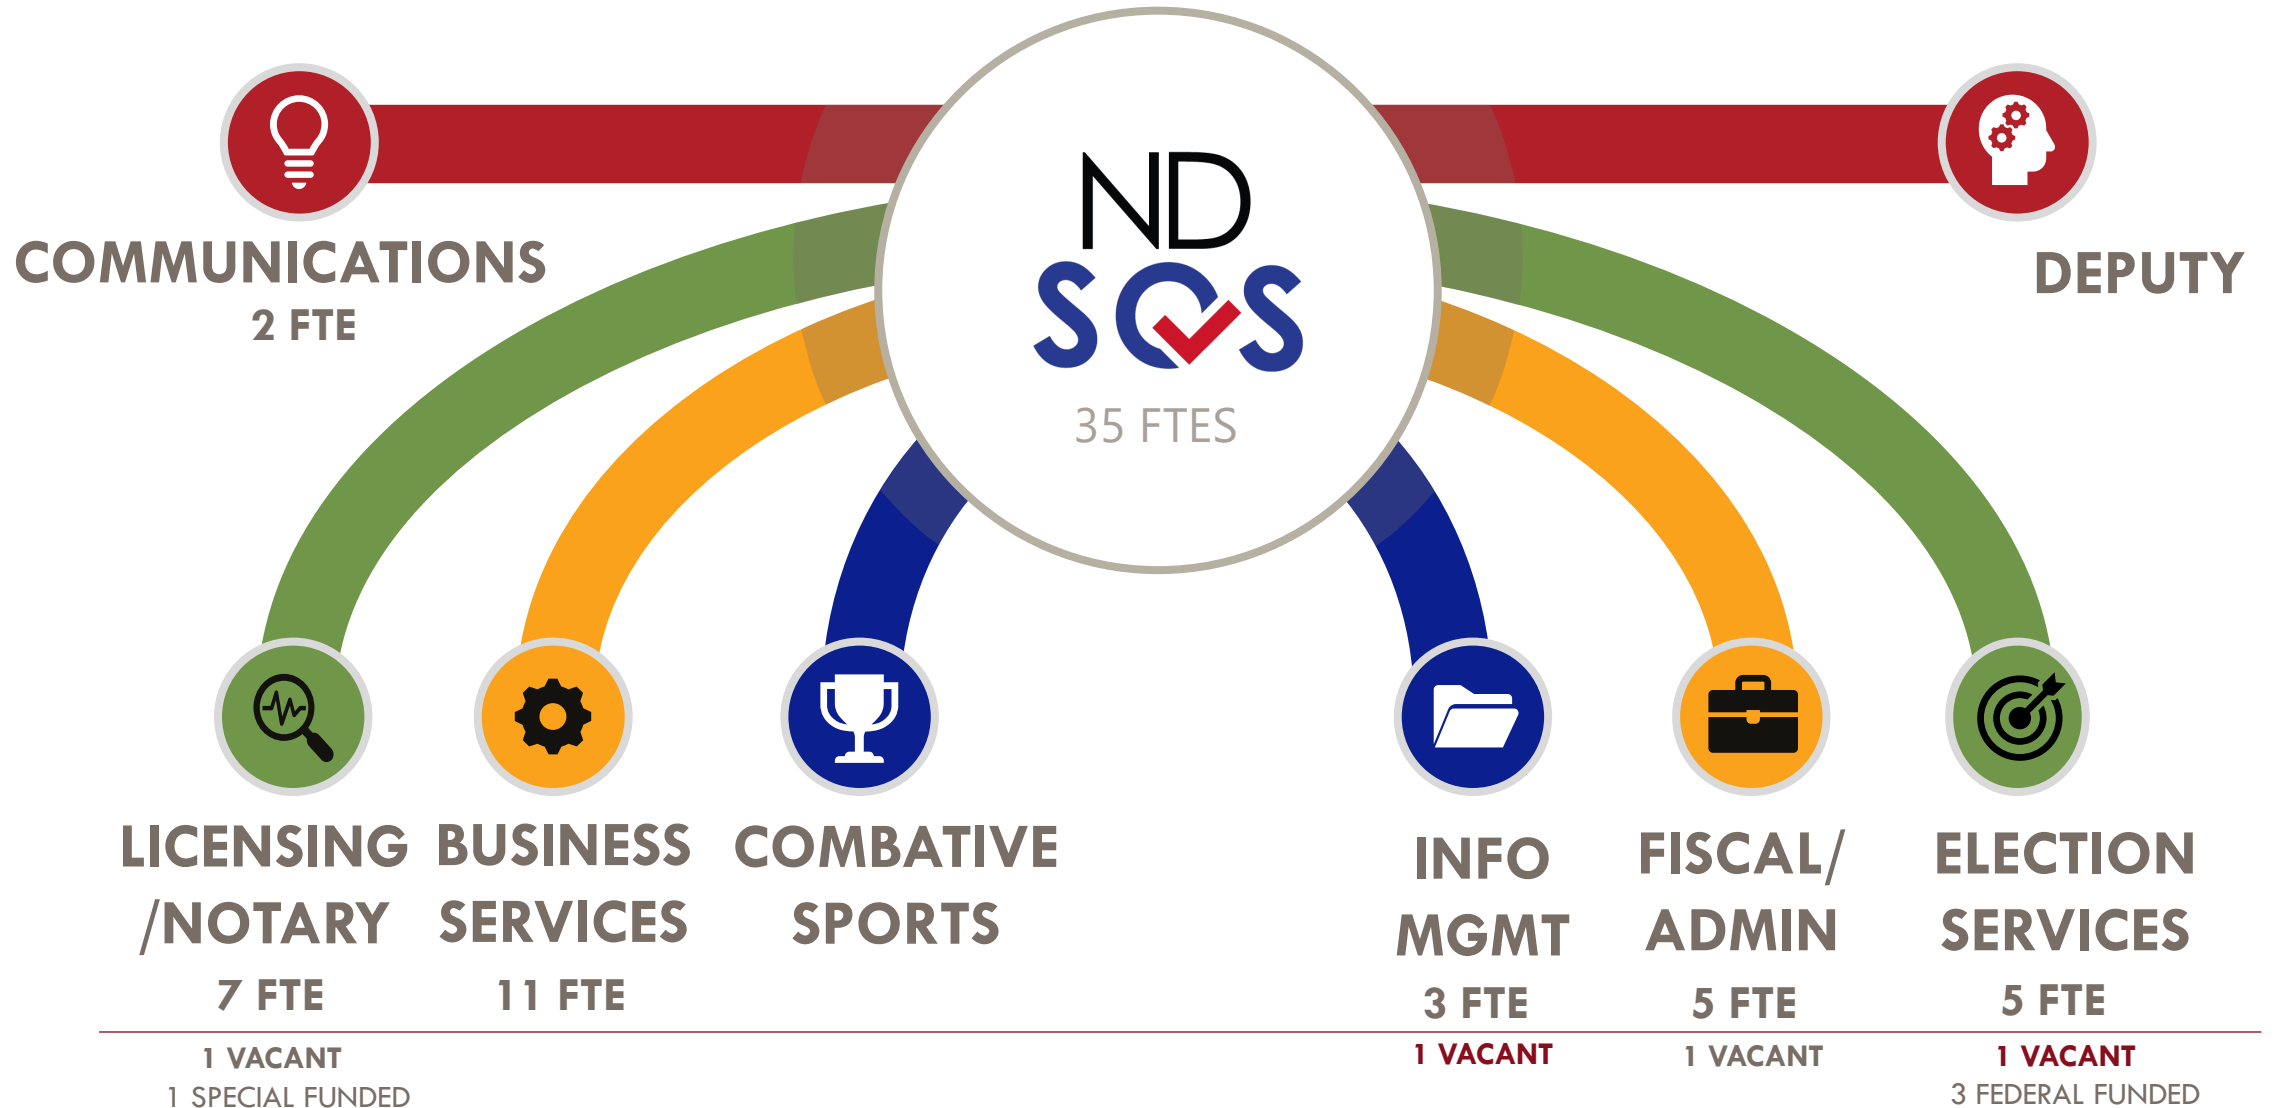 ND
SOS
35 FTES
COMMUNICATIONS
2 FTE
DEPUTY
LICENSING
/NOTARY
7 FTE
1 VACANT
1 SPECIAL FUNDED
BUSINESS
SERVICES
11 FTE
COMBATIVE
SPORTS
INFO
MGMT
3 FTE
1 VACANT
FISCAL/
ADMIN
5 FTE
1 VACANT
ELECTION
SERVICES
5 FTE
1 VACANT
3 FEDERAL FUNDED